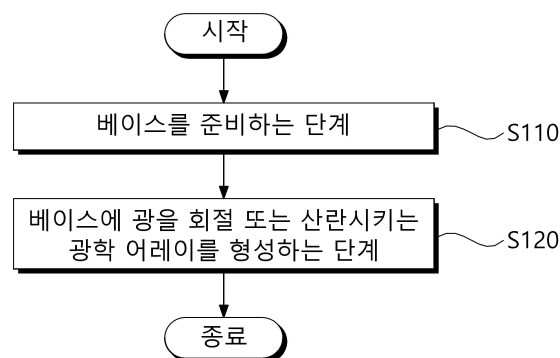 시작
베이스를 준비하는 단계
S110
베이스에 광을 회절 또는 산란시키는
광학 어레이를 형성하는 단계
S120
종료